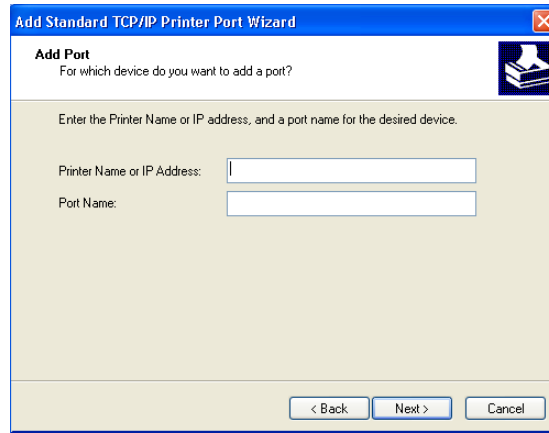 Add Standard TCP/IP Printer Port Wizard
Add Port
For which device do you want to add a port?
Enter the Printer Name or IP address, and a port name for the desired device.
Printer Name or IP Address:
Port Name:
< Back
Next >
Cancel